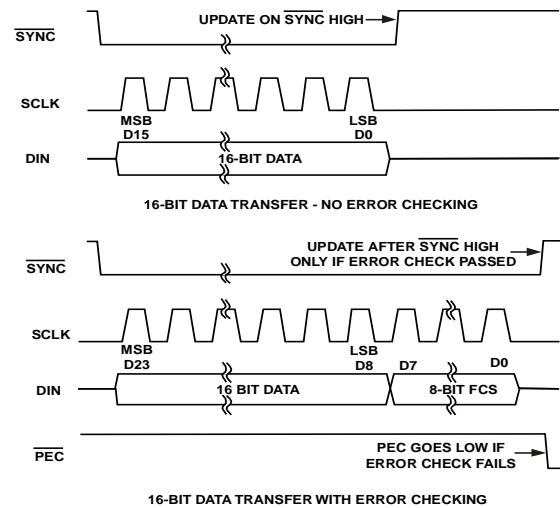 UPDATE ON SYNC HIGH
SYNC
SCLK
MSB
D15
LSB
D0
DIN
16-BIT DATA
16-BIT DATA TRANSFER - NO ERROR CHECKING
UPDATE AFTER SYNC HIGH
ONLY IF ERROR CHECK PASSED
SYNC
SCLK
MSB
D23
LSB
D8
D7
D0
DIN
16 BIT DATA
8-BIT FCS
PEC
PEC GOES LOW IF
ERROR CHECK FAILS
16-BIT DATA TRANSFER WITH ERROR CHECKING